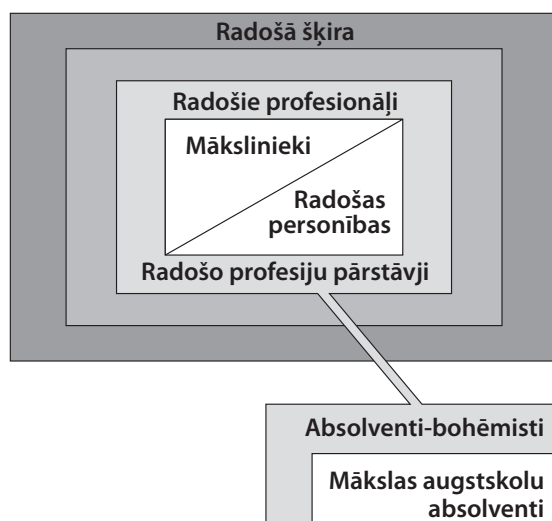 Radošā šķira
Radošie profesionāļi
Mākslinieki
Radošas
personības
Radošo profesiju pārstāvji
Absolventi-bohēmisti
Mākslas augstskolu
absolventi